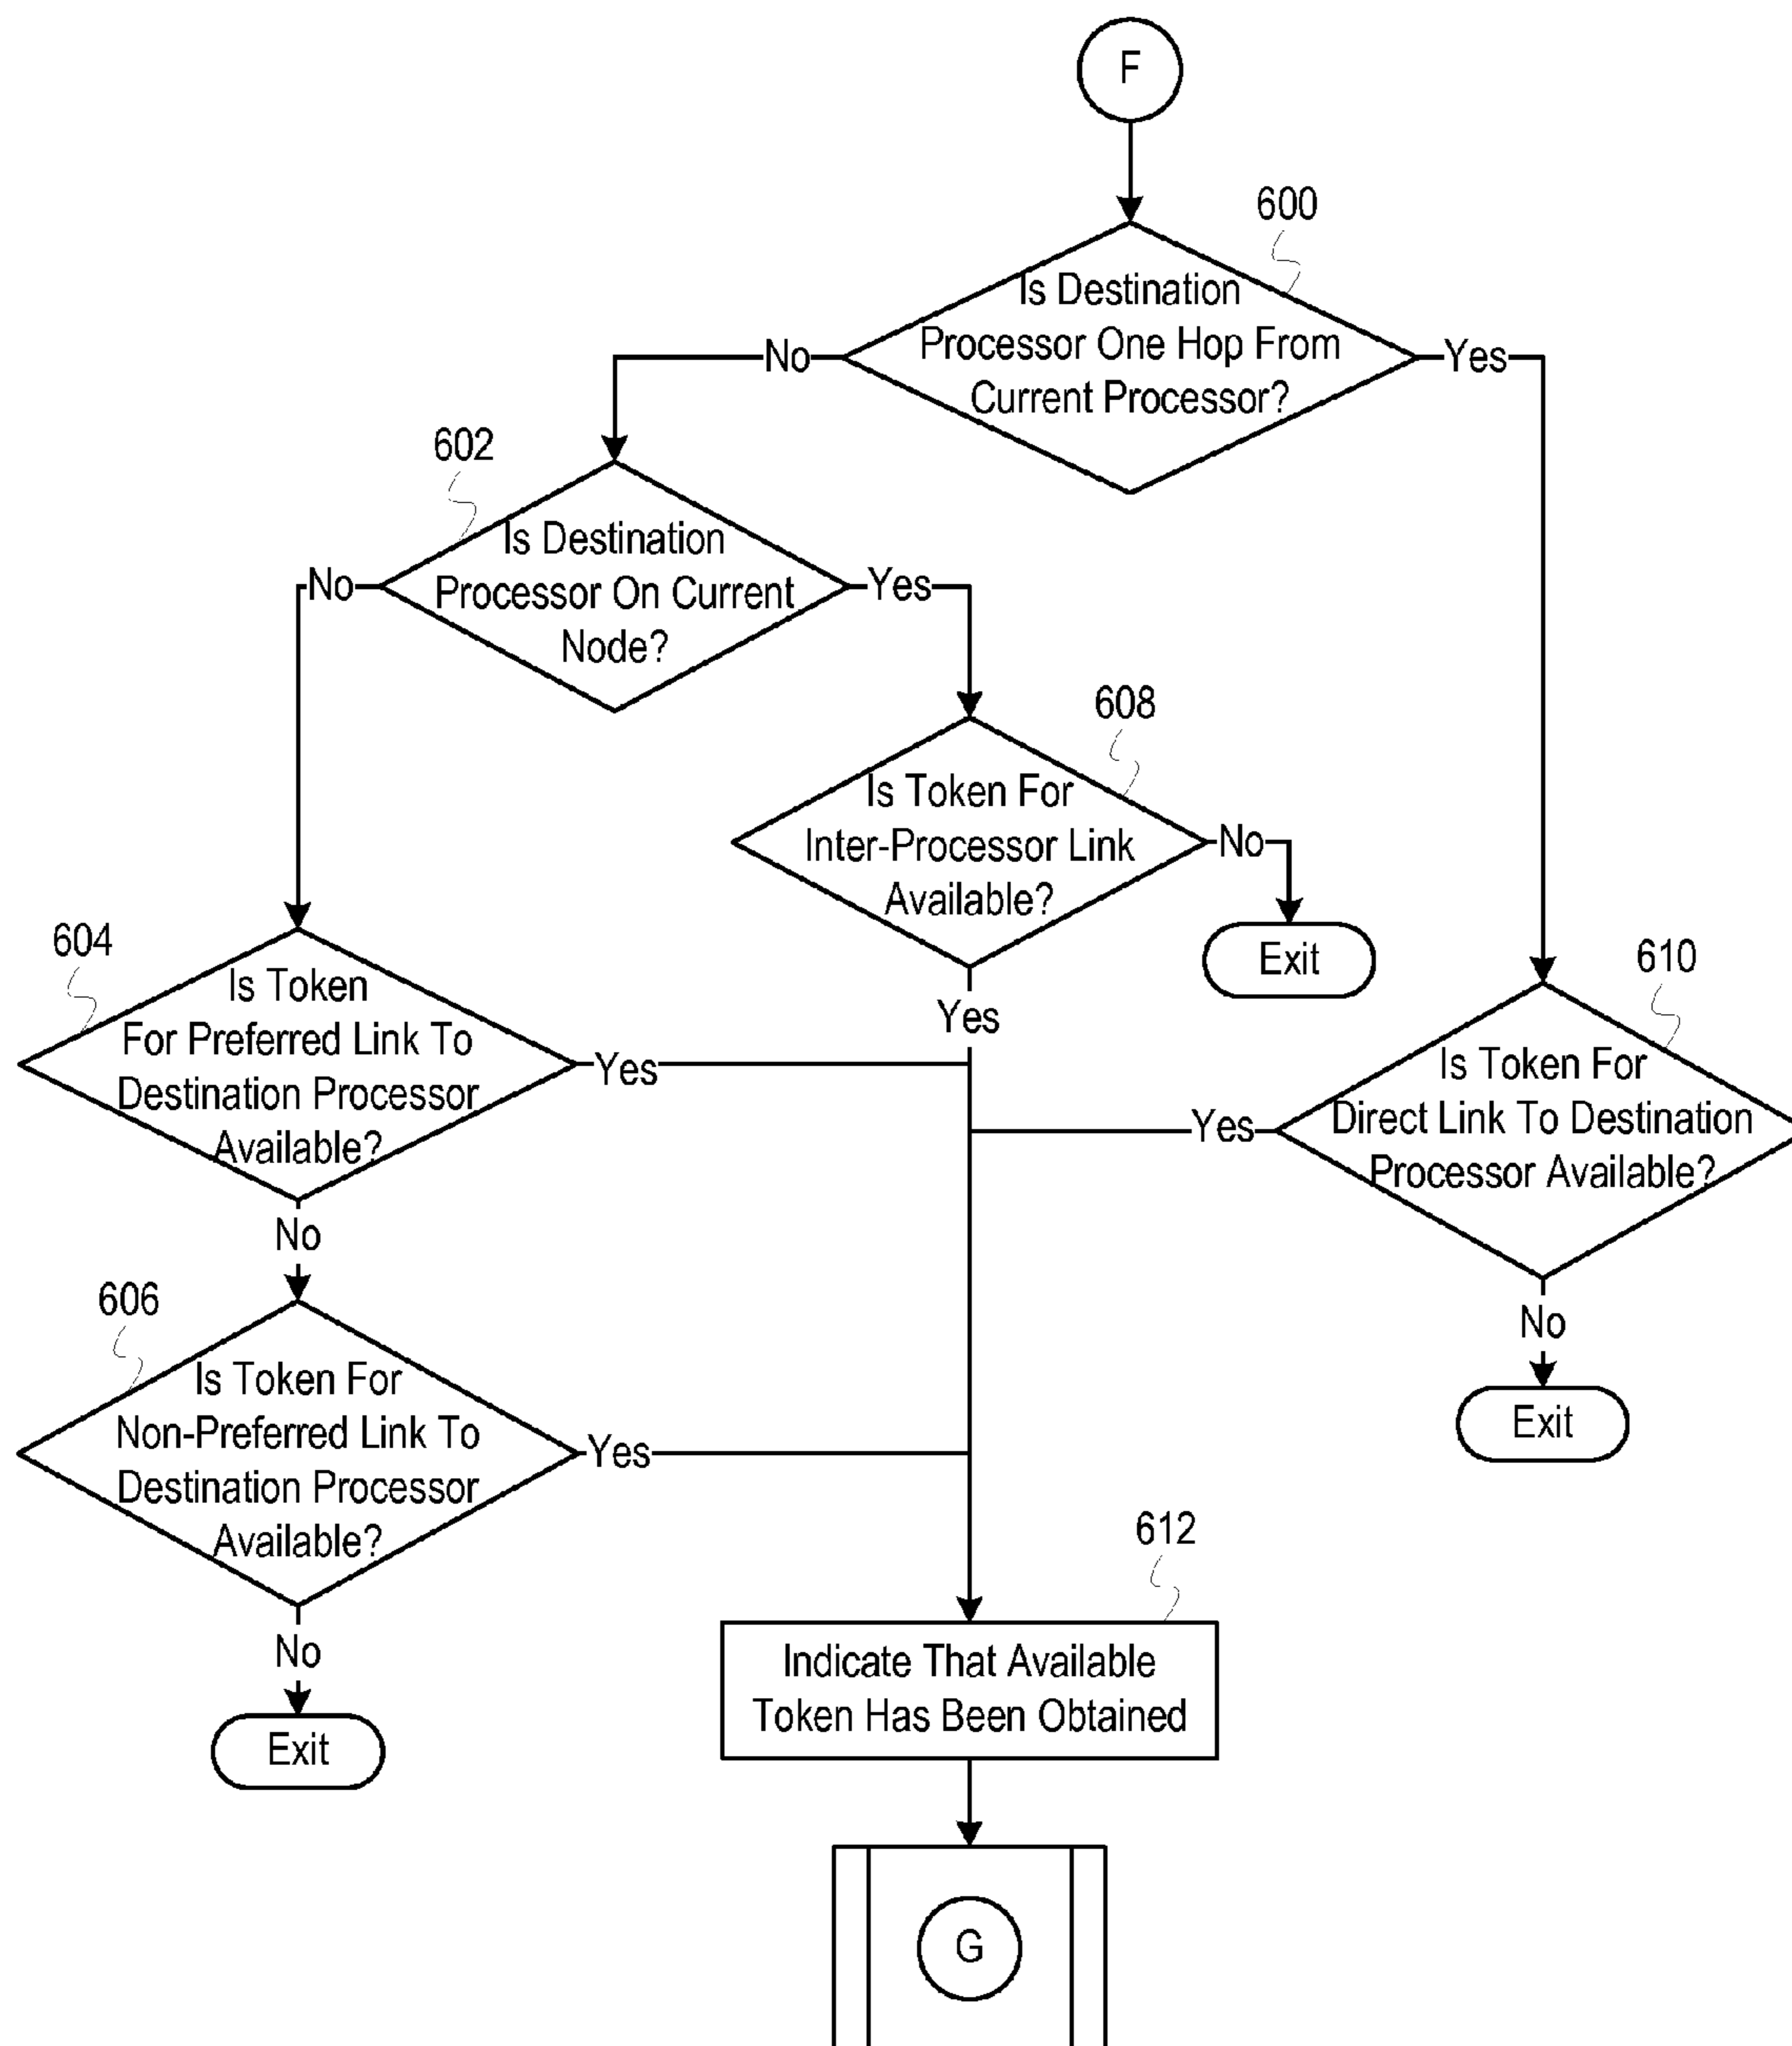 F
600
Is Destination
Processor One Hop From
Current Processor?
No
Yes
602
Is Destination
Processor On Current
Node?
No
Yes
608
Is Token For
Inter-Processor Link
Available?
No
Exit
Yes
604
Is Token
For Preferred Link To
Destination Processor
Available?
Yes
No
610
Is Token For
Direct Link To Destination
Processor Available?
Yes
No
Exit
606
Is Token For
Non-Preferred Link To
Destination Processor
Available?
Yes
No
Exit
612
Indicate That Available
Token Has Been Obtained
G